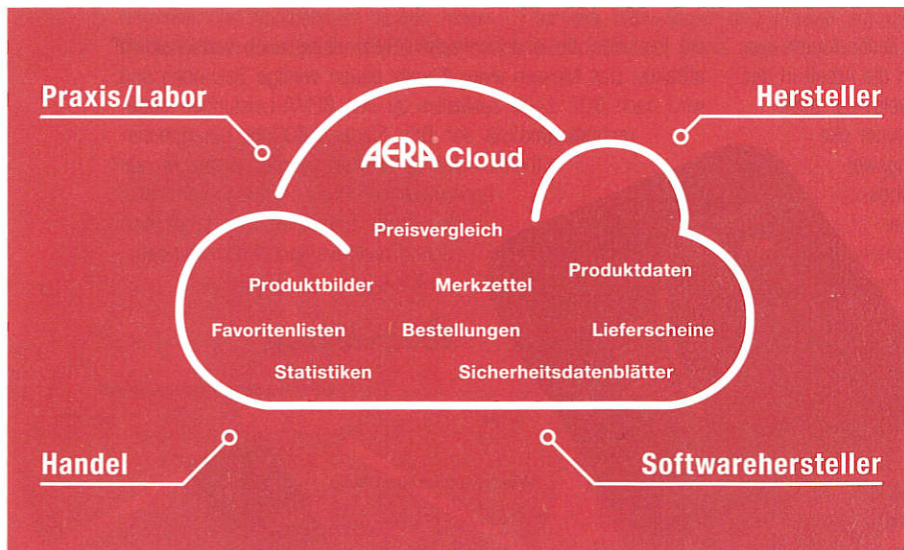 Praxis/Labor
Hersteller
AERA® Cloud
Preisvergleich
Produktbilder
Merkzettel
Produktdaten
Favoritenlisten
Bestellungen
Lieferscheine
Statistiken
Sicherheitsdatenblätter
Handel
Softwarehersteller